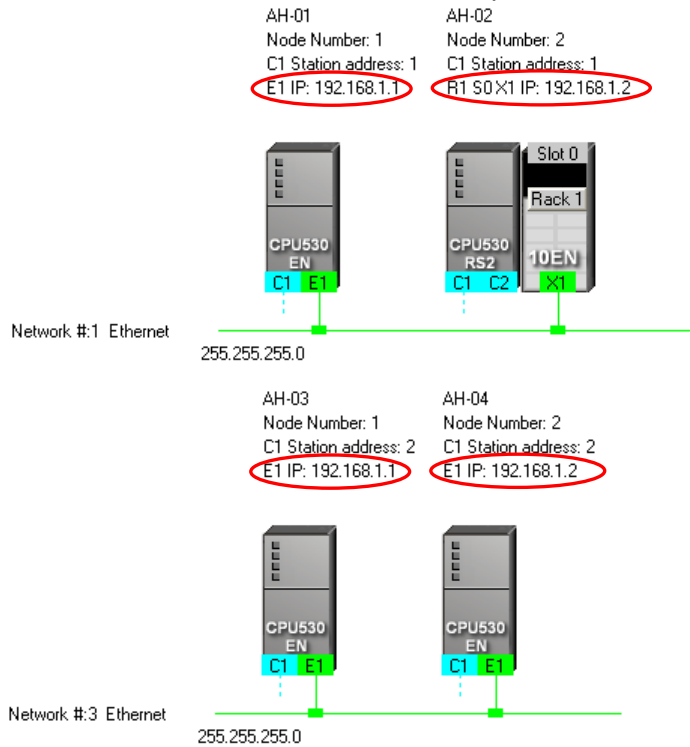 AH-01
Node Number: 1
C1 Station address: 1
E1 IP: 192.168.1.1
AH-02
Node Number: 2
C1 Station address: 1
R1 S0 X1 IP: 192.168.1.2
CPU530
EN
C1 E1
CPU530
RS2
C1 C2
Slot 0
Rack 1
10EN
X1
Network #:1 Ethernet
255.255.255.0
AH-03
Node Number: 1
C1 Station address: 2
E1 IP: 192.168.1.1
AH-04
Node Number: 2
C1 Station address: 2
E1 IP: 192.168.1.2
CPU530
EN
C1 E1
CPU530
EN
C1 E1
Network #:3 Ethernet
255.255.255.0